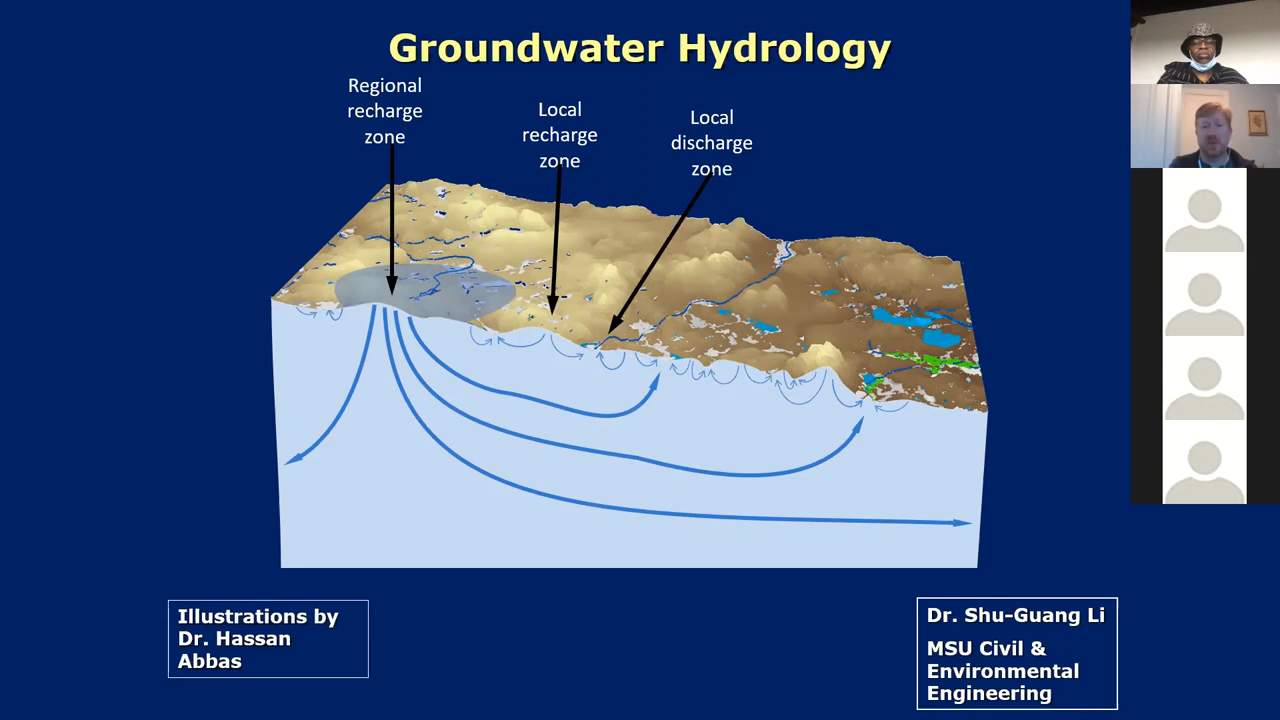 Groundwater Hydrology
Regional
recharge
zone
Local
recharge
zone
Local
discharge
zone
Illustrations by
Dr. Hassan
Abbas
Dr. Shu-Guang Li
MSU Civil &
Environmental
Engineering